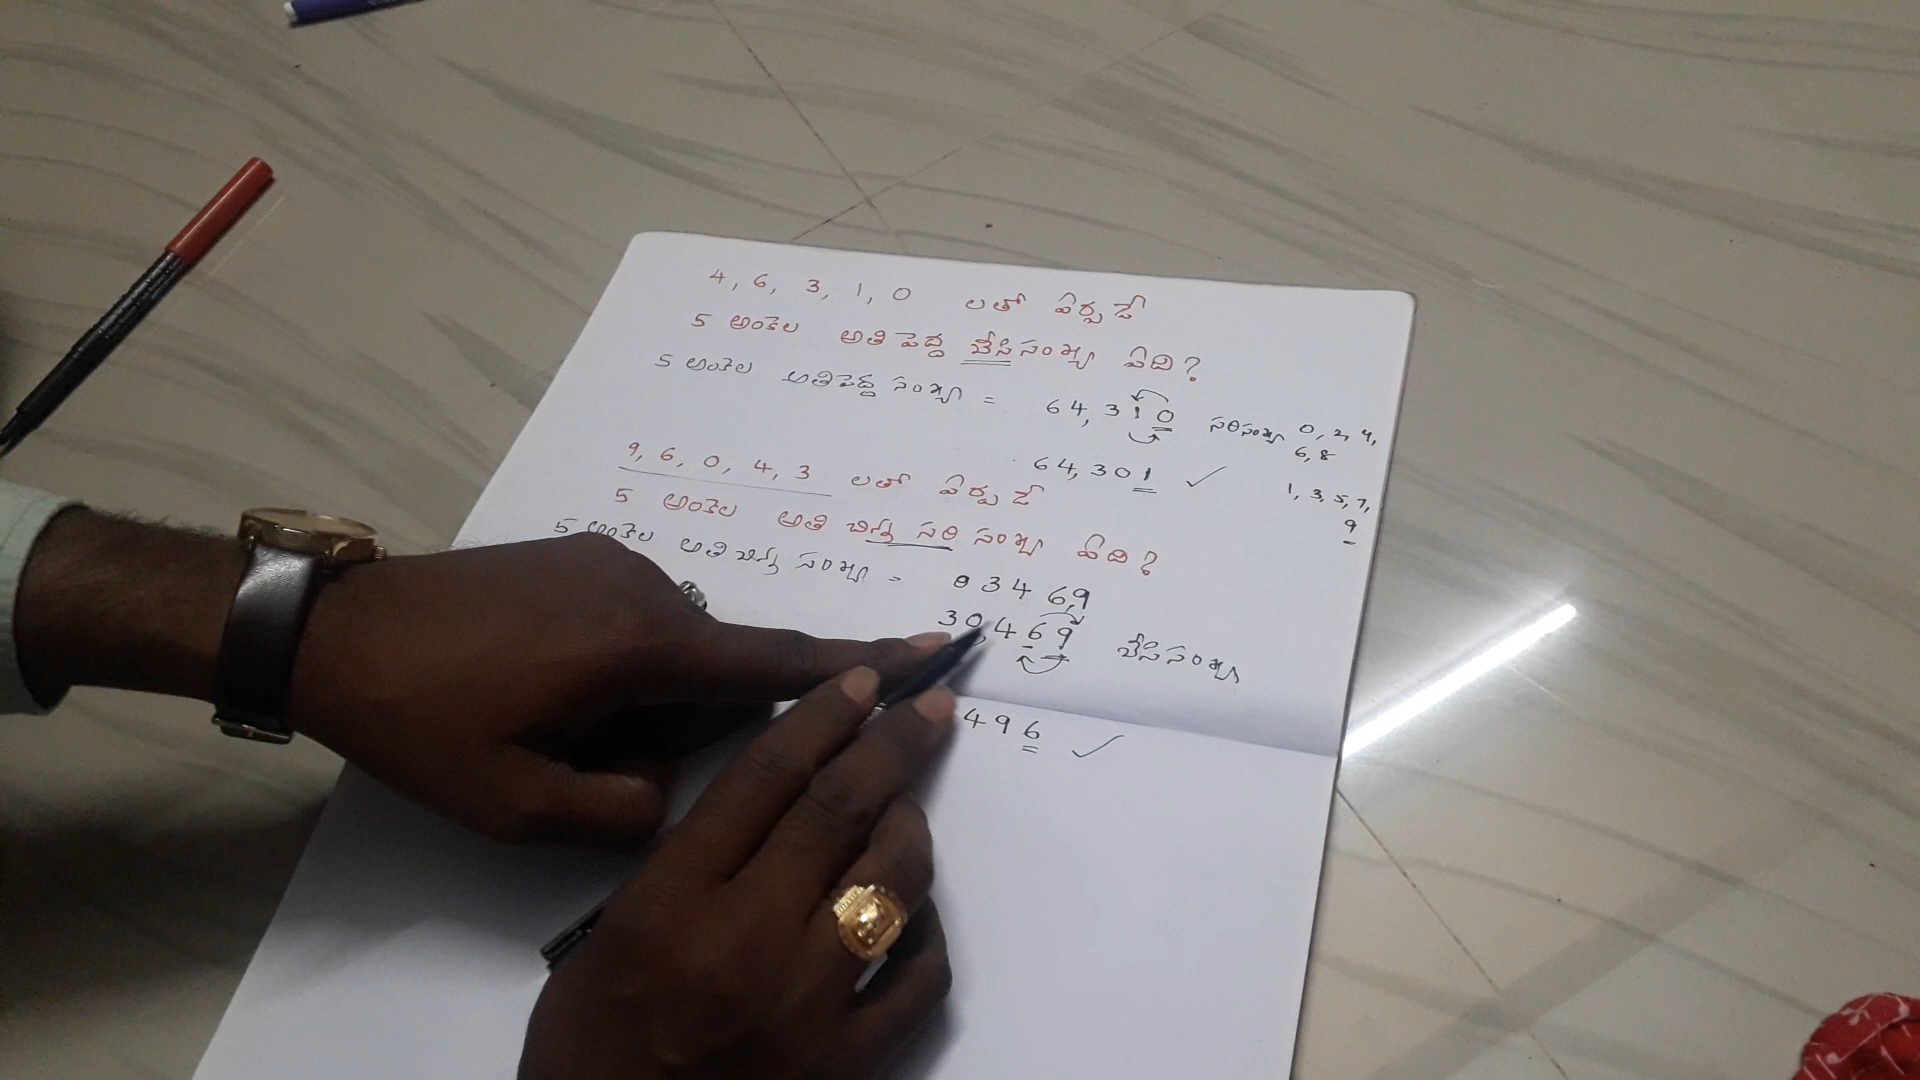 4, 6, 3, 1, 0 లతో ఏర్పడే
5 అంకెల అతి పెద్ద బేసి సంఖ్య ఏది?
5 అంకెల అతిపెద్ద సంఖ్య = 64,310 సరిసంఖ్య 0, 2, 4,
6, 8
64,301 ✓ 1, 3, 5, 7,
9
9, 6, 0, 4, 3 లతో ఏర్పడే
5 అంకెల అతి చిన్న సరి సంఖ్య ఏది?
5 అంకెల అతి చిన్న సంఖ్య = 03469
30,469 బేసి సంఖ్య
496 ✓